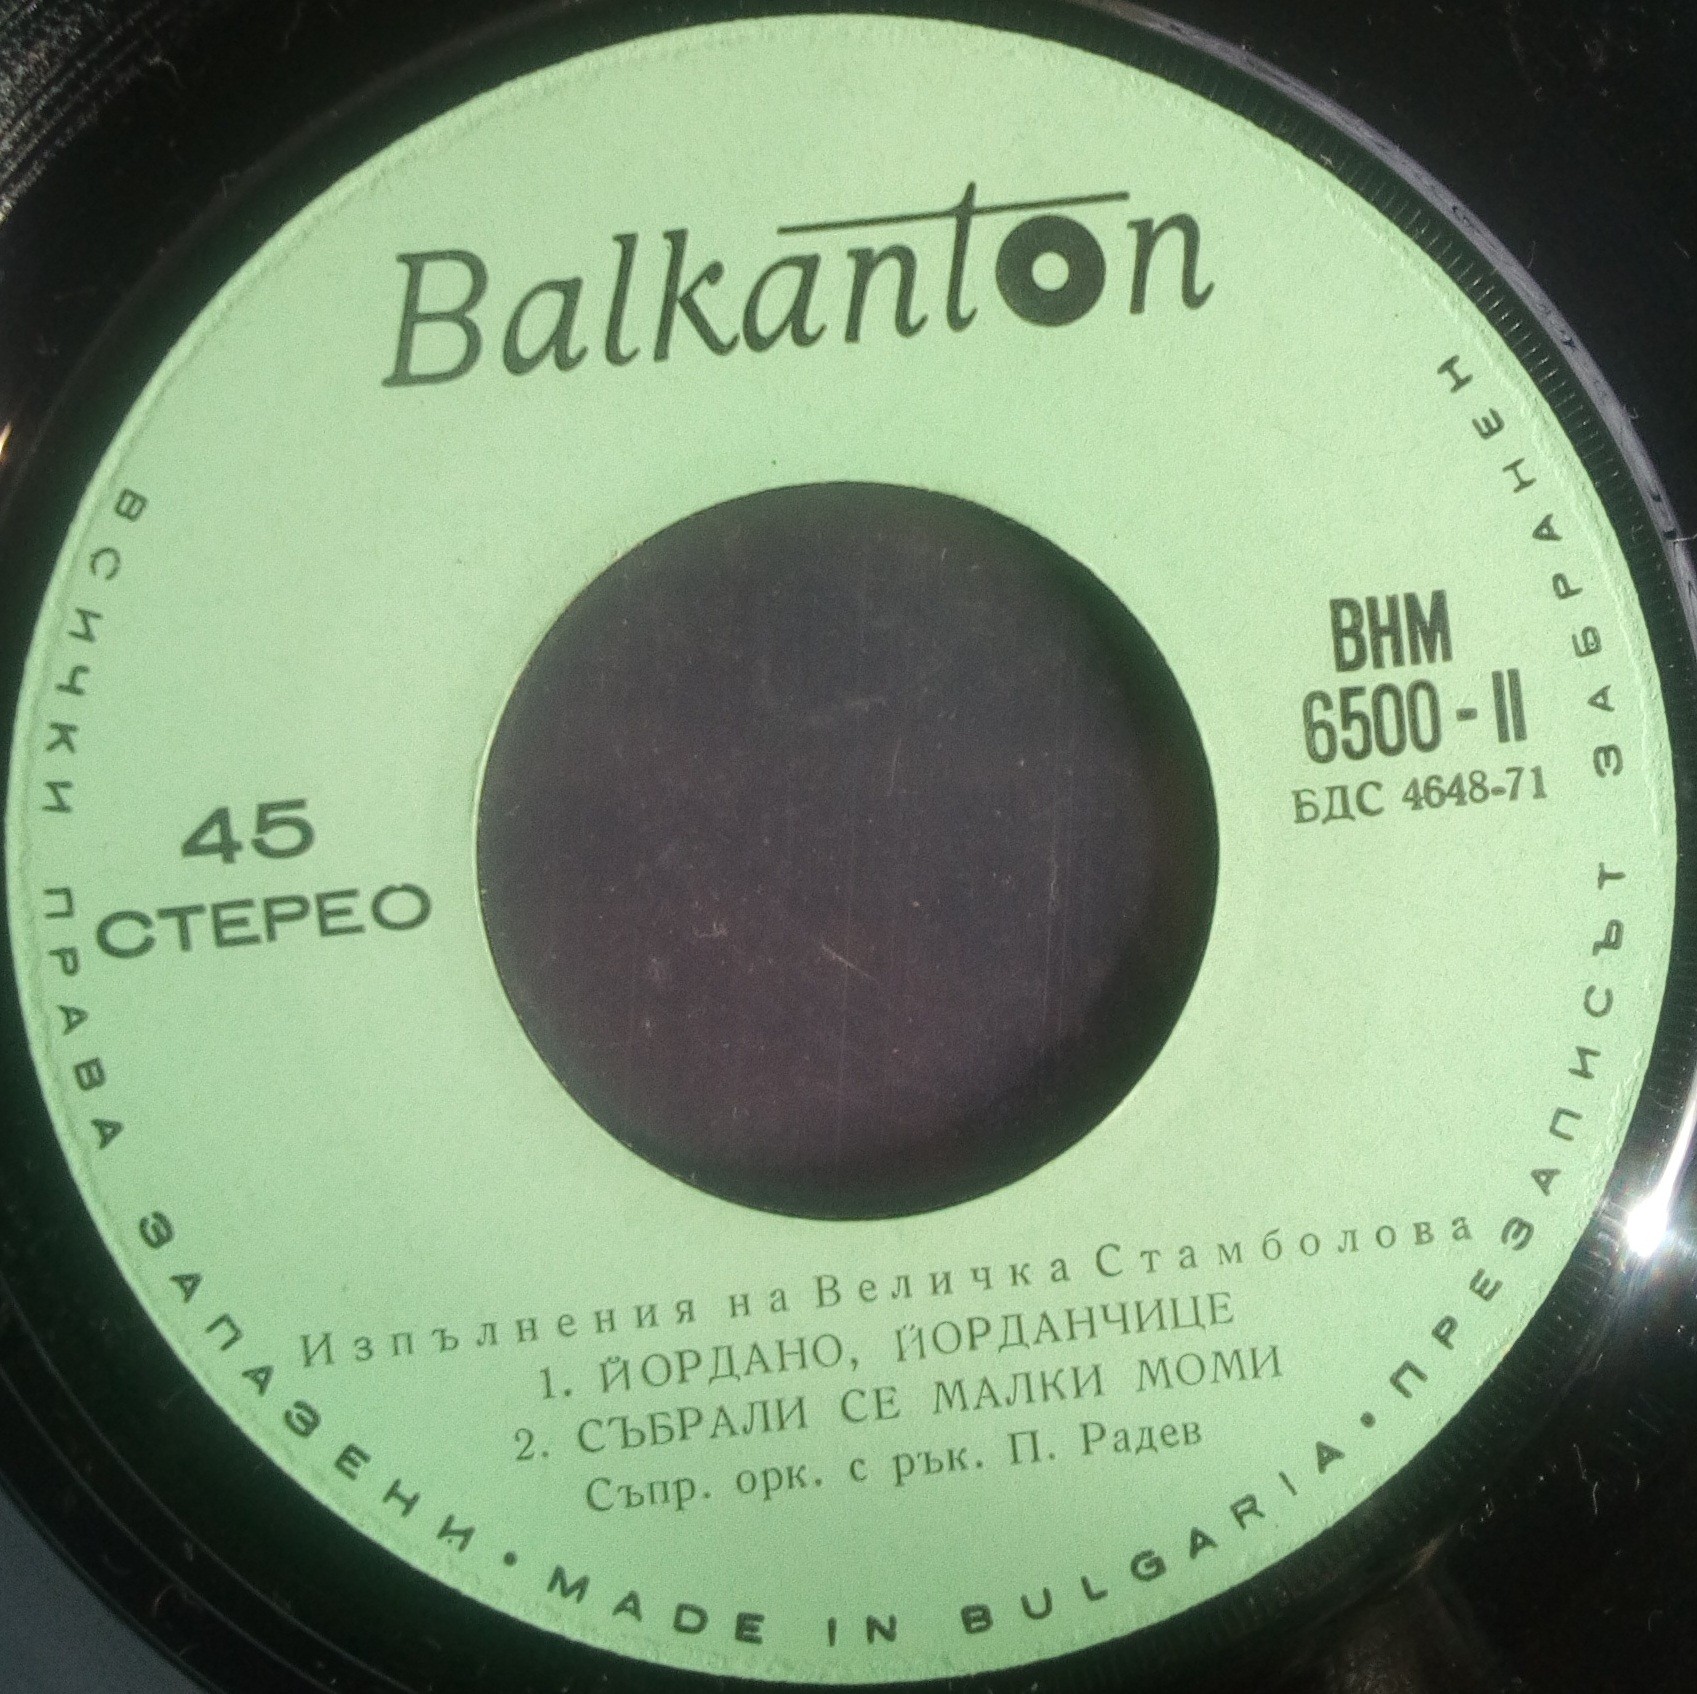 Balkanton
ВНМ
6500-II
БДС 4648-71
45
СТЕРЕО
Изпълнения на Величка Стамболова
1. ЙОРДАНО, ЙОРДАНЧИЦЕ
2. СЪБРАЛИ СЕ МАЛКИ МОМИ
Съпр. орк. с рък. П. Радев
ВСИЧКИ ПРАВА ЗАПАЗЕНИ • MADE IN BULGARIA • ПРЕЗАПИСЪТ ЗАБРАНЕН